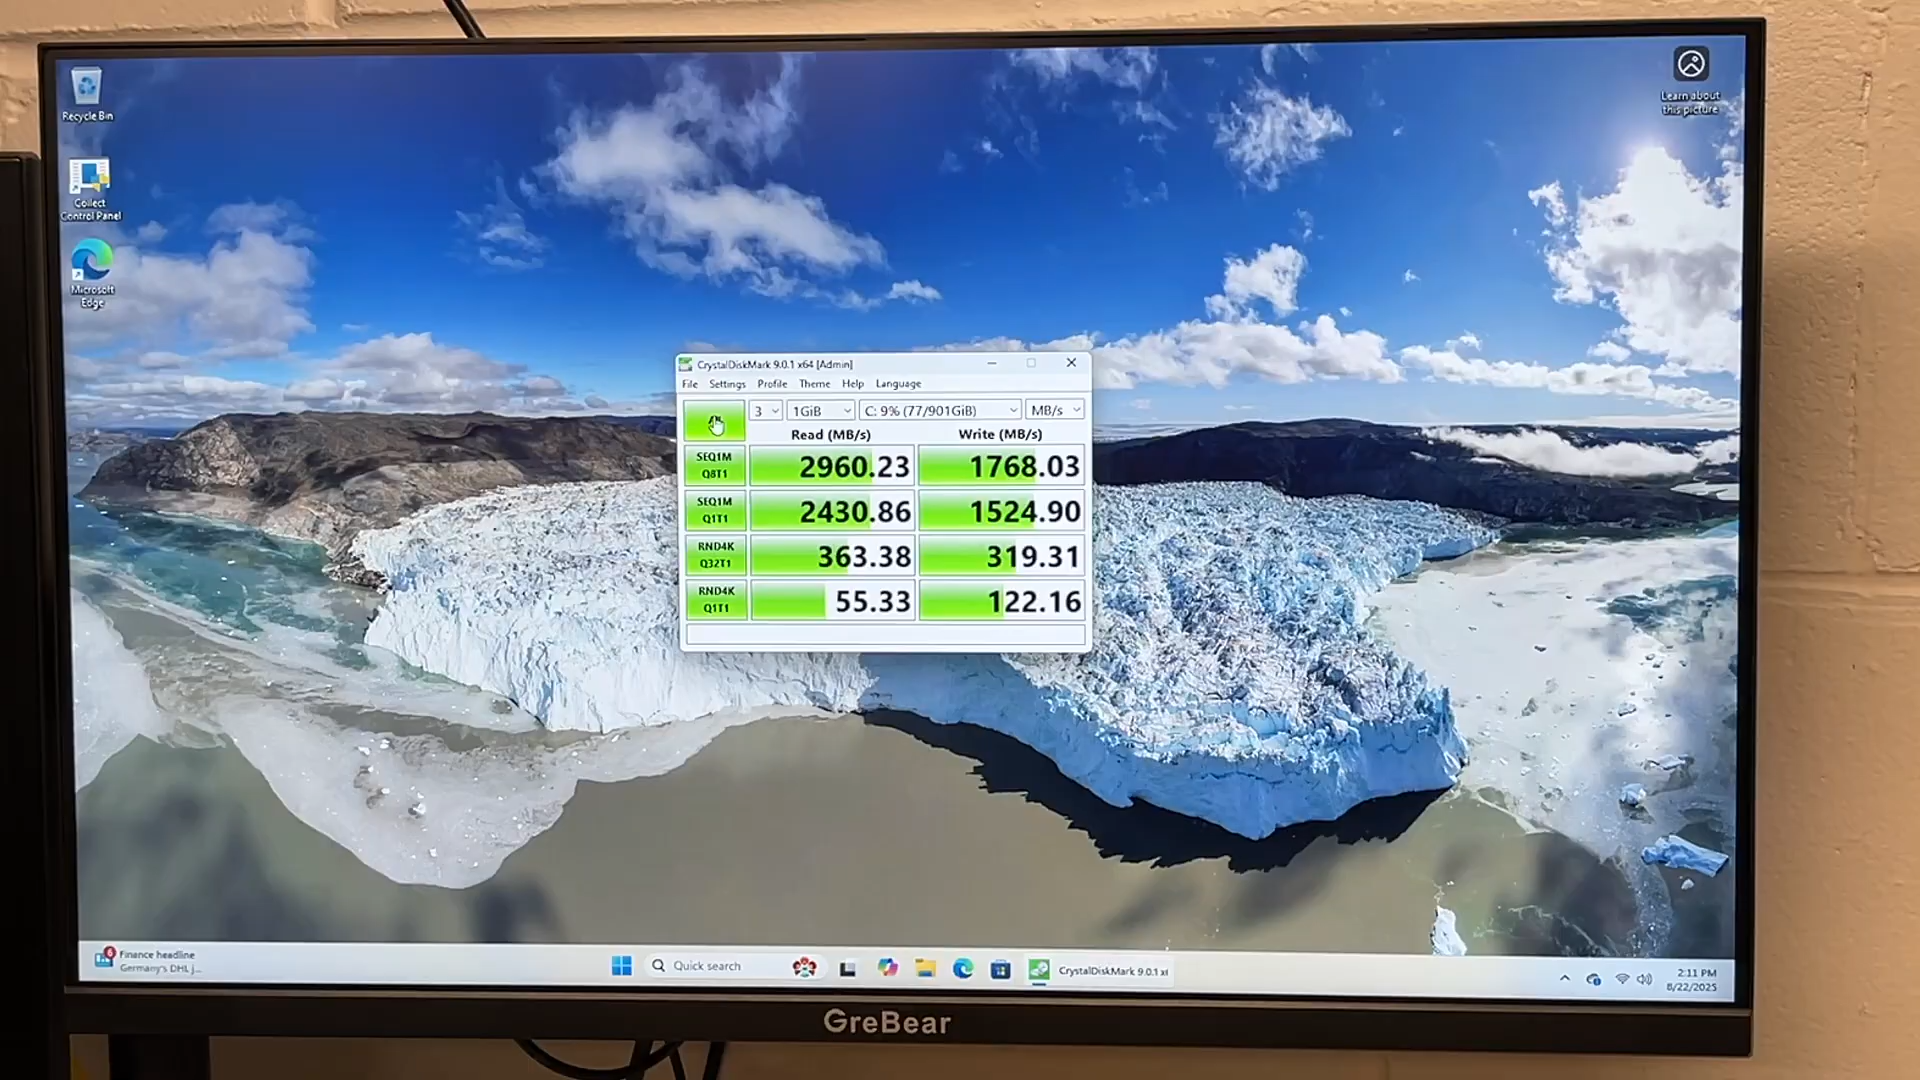 Recycle Bin
Collect
Control Panel
Microsoft
Edge
Learn about
this picture
CrystalDiskMark 9.0.1 x64 [Admin]
File Settings Profile Theme Help Language
3 1GiB C: 9% (77/901GiB) MB/s
Read (MB/s) Write (MB/s)
SEQ1M
Q8T1
2960.23 1768.03
SEQ1M
Q1T1
2430.86 1524.90
RND4K
Q32T1
363.38 319.31
RND4K
Q1T1
55.33 122.16
6
Finance headline
Germany's DHL j...
Quick search
CrystalDiskMark 9.0.1 x
2:11 PM
8/22/2025
GreBear